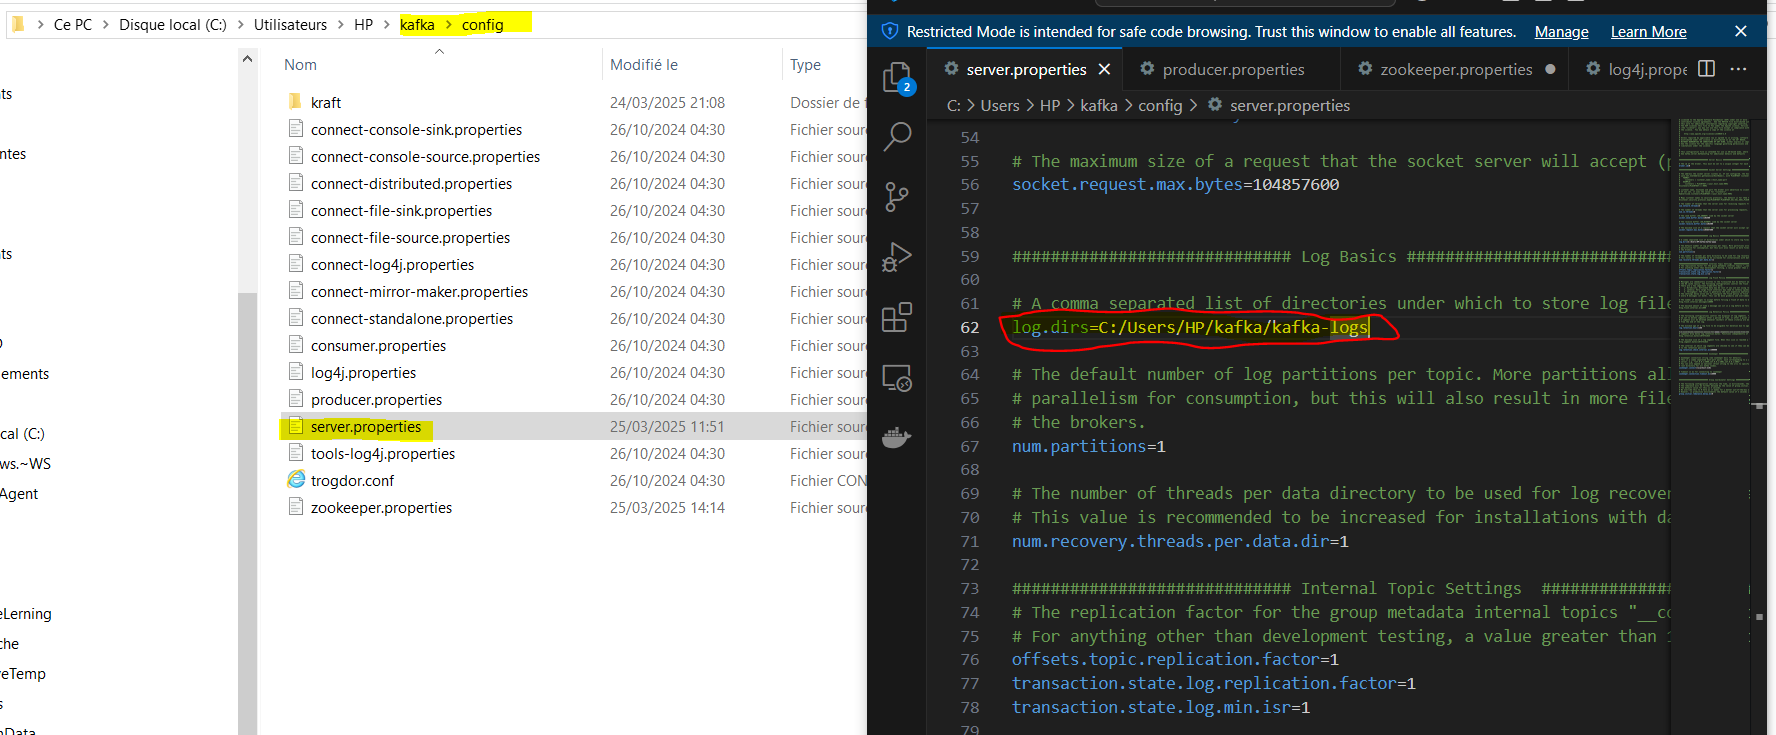 Ce PC > Disque local (C:) > Utilisateurs > HP > kafka > config
nts
ntes
nts
ements
cal (C:)
ws.~WS
Agent
eLerning
che
veTemp
s
nData
Nom Modifié le Type
kraft 24/03/2025 21:08 Dossier de f
connect-console-sink.properties 26/10/2024 04:30 Fichier sour
connect-console-source.properties 26/10/2024 04:30 Fichier sour
connect-distributed.properties 26/10/2024 04:30 Fichier sour
connect-file-sink.properties 26/10/2024 04:30 Fichier sour
connect-file-source.properties 26/10/2024 04:30 Fichier sour
connect-log4j.properties 26/10/2024 04:30 Fichier sour
connect-mirror-maker.properties 26/10/2024 04:30 Fichier sour
connect-standalone.properties 26/10/2024 04:30 Fichier sour
consumer.properties 26/10/2024 04:30 Fichier sour
log4j.properties 26/10/2024 04:30 Fichier sour
producer.properties 26/10/2024 04:30 Fichier sour
server.properties 25/03/2025 11:51 Fichier sour
tools-log4j.properties 26/10/2024 04:30 Fichier sour
trogdor.conf 26/10/2024 04:30 Fichier CON
zookeeper.properties 25/03/2025 14:14 Fichier sour
Restricted Mode is intended for safe code browsing. Trust this window to enable all features. Manage Learn More
2
server.properties producer.properties zookeeper.properties log4j.prope
C: > Users > HP > kafka > config > server.properties
54
55 # The maximum size of a request that the socket server will accept (p
56 socket.request.max.bytes=104857600
57
58
59 ############################# Log Basics ############################
60
61 # A comma separated list of directories under which to store log file
62 log.dirs=C:/Users/HP/kafka/kafka-logs
63
64 # The default number of log partitions per topic. More partitions al
65 # parallelism for consumption, but this will also result in more file
66 # the brokers.
67 num.partitions=1
68
69 # The number of threads per data directory to be used for log recover
70 # This value is recommended to be increased for installations with da
71 num.recovery.threads.per.data.dir=1
72
73 ############################# Internal Topic Settings ##############
74 # The replication factor for the group metadata internal topics "__co
75 # For anything other than development testing, a value greater than 1
76 offsets.topic.replication.factor=1
77 transaction.state.log.replication.factor=1
78 transaction.state.log.min.isr=1
79